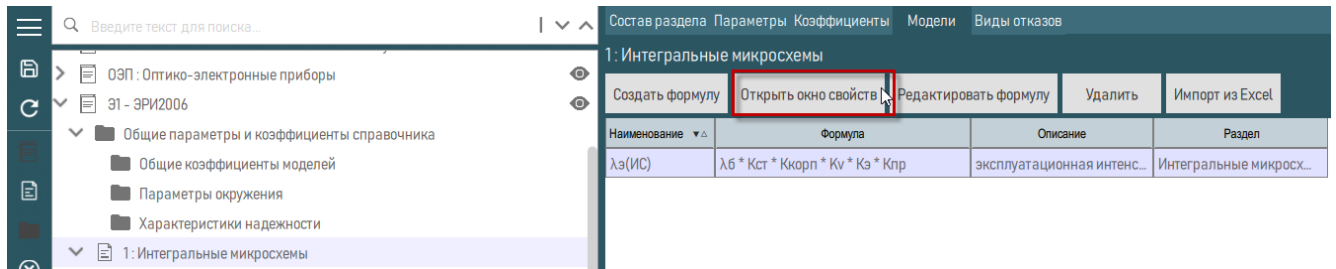 Введите текст для поиска...
ОЭП : Оптико-электронные приборы
Э1 - ЭРИ2006
Общие параметры и коэффициенты справочника
Общие коэффициенты моделей
Параметры окружения
Характеристики надежности
1 : Интегральные микросхемы
Состав раздела Параметры Коэффициенты Модели Виды отказов
1: Интегральные микросхемы
Создать формулу Открыть окно свойств Редактировать формулу Удалить Импорт из Excel
Наименование Формула Описание Раздел
λэ(ИС) λб * Кст * Ккорп * Кv * Кэ * Кпр эксплуатационная интенс... Интегральные микросх...